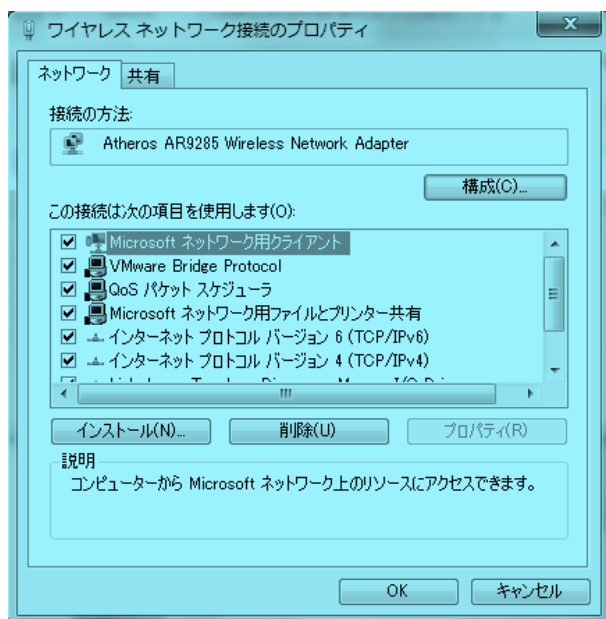 ワイヤレス ネットワーク接続のプロパティ
ネットワーク 共有
接続の方法:
Atheros AR9285 Wireless Network Adapter
構成(C)...
この接続は次の項目を使用します(O):
Microsoft ネットワーク用クライアント
VMware Bridge Protocol
QoS パケット スケジューラ
Microsoft ネットワーク用ファイルとプリンター共有
インターネット プロトコル バージョン 6 (TCP/IPv6)
インターネット プロトコル バージョン 4 (TCP/IPv4)
インストール(N)... 削除(U) プロパティ(R)
説明
コンピューターから Microsoft ネットワーク上のリソースにアクセスできます。
OK キャンセル